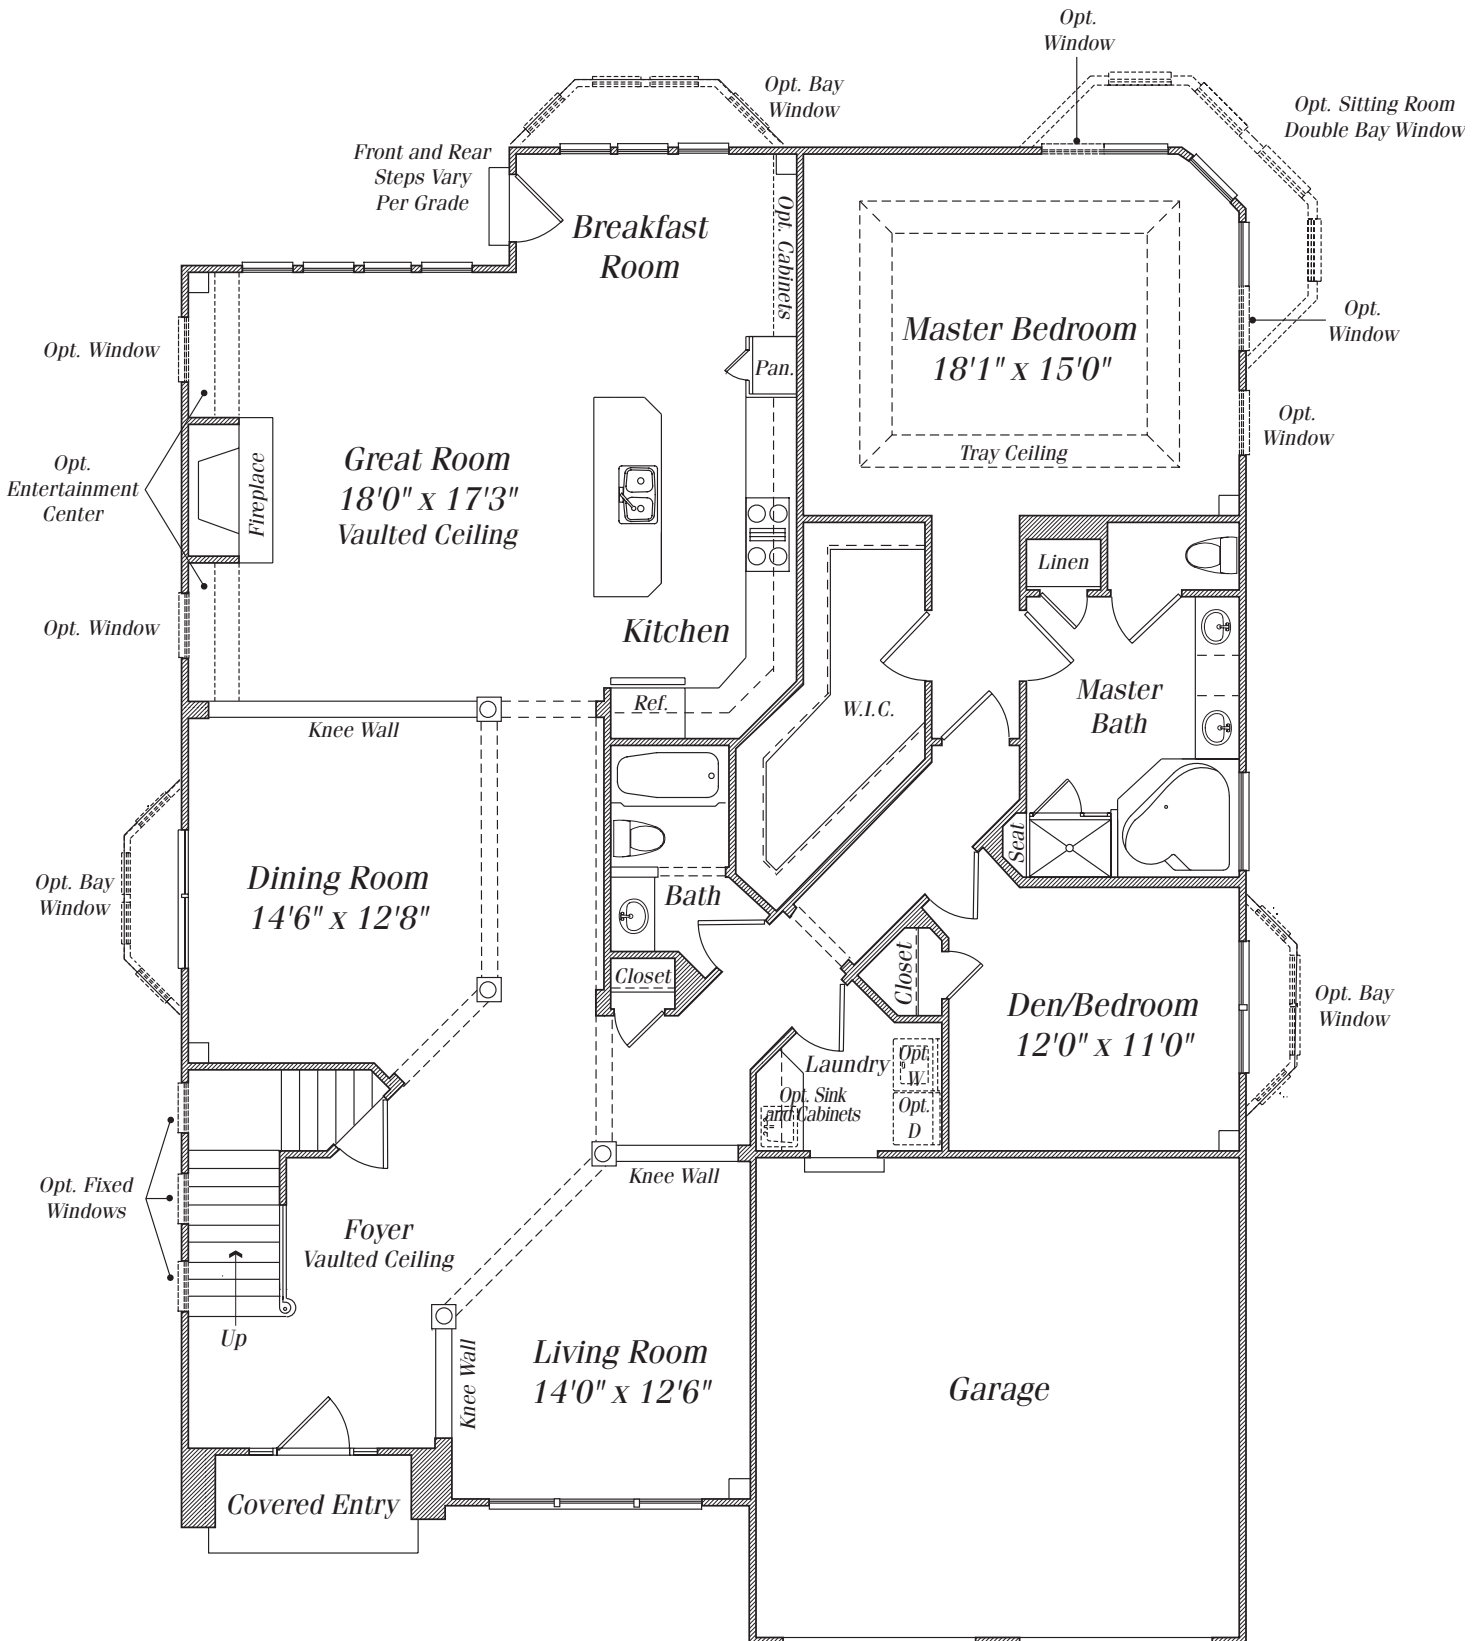 Opt.
Window
Opt. Bay
Window
Opt. Sitting Room
Double Bay Window
Front and Rear
Steps Vary
Per Grade
Breakfast
Room
Opt. Cabinets
Opt. Window
Master Bedroom
18'1" x 15'0"
Tray Ceiling
Opt.
Window
Opt.
Window
Pan.
Great Room
18'0" x 17'3"
Vaulted Ceiling
Fireplace
Opt.
Entertainment
Center
Opt. Window
Kitchen
Linen
Ref.
Knee Wall
W.I.C.
Master
Bath
Seat
Dining Room
14'6" x 12'8"
Opt. Bay
Window
Bath
Closet
Closet
Den/Bedroom
12'0" x 11'0"
Opt. Bay
Window
Laundry
Opt.
W
Opt. Sink
and Cabinets
Opt.
D
Knee Wall
Opt. Fixed
Windows
Foyer
Vaulted Ceiling
Up
Living Room
14'0" x 12'6"
Knee Wall
Garage
Covered Entry